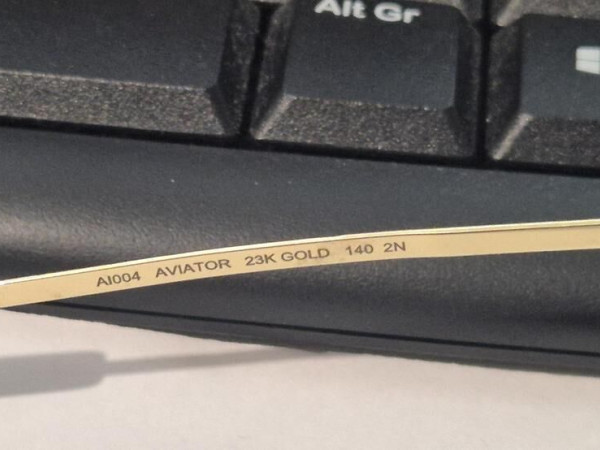 Alt Gr
AI004 AVIATOR 23K GOLD 140 2N